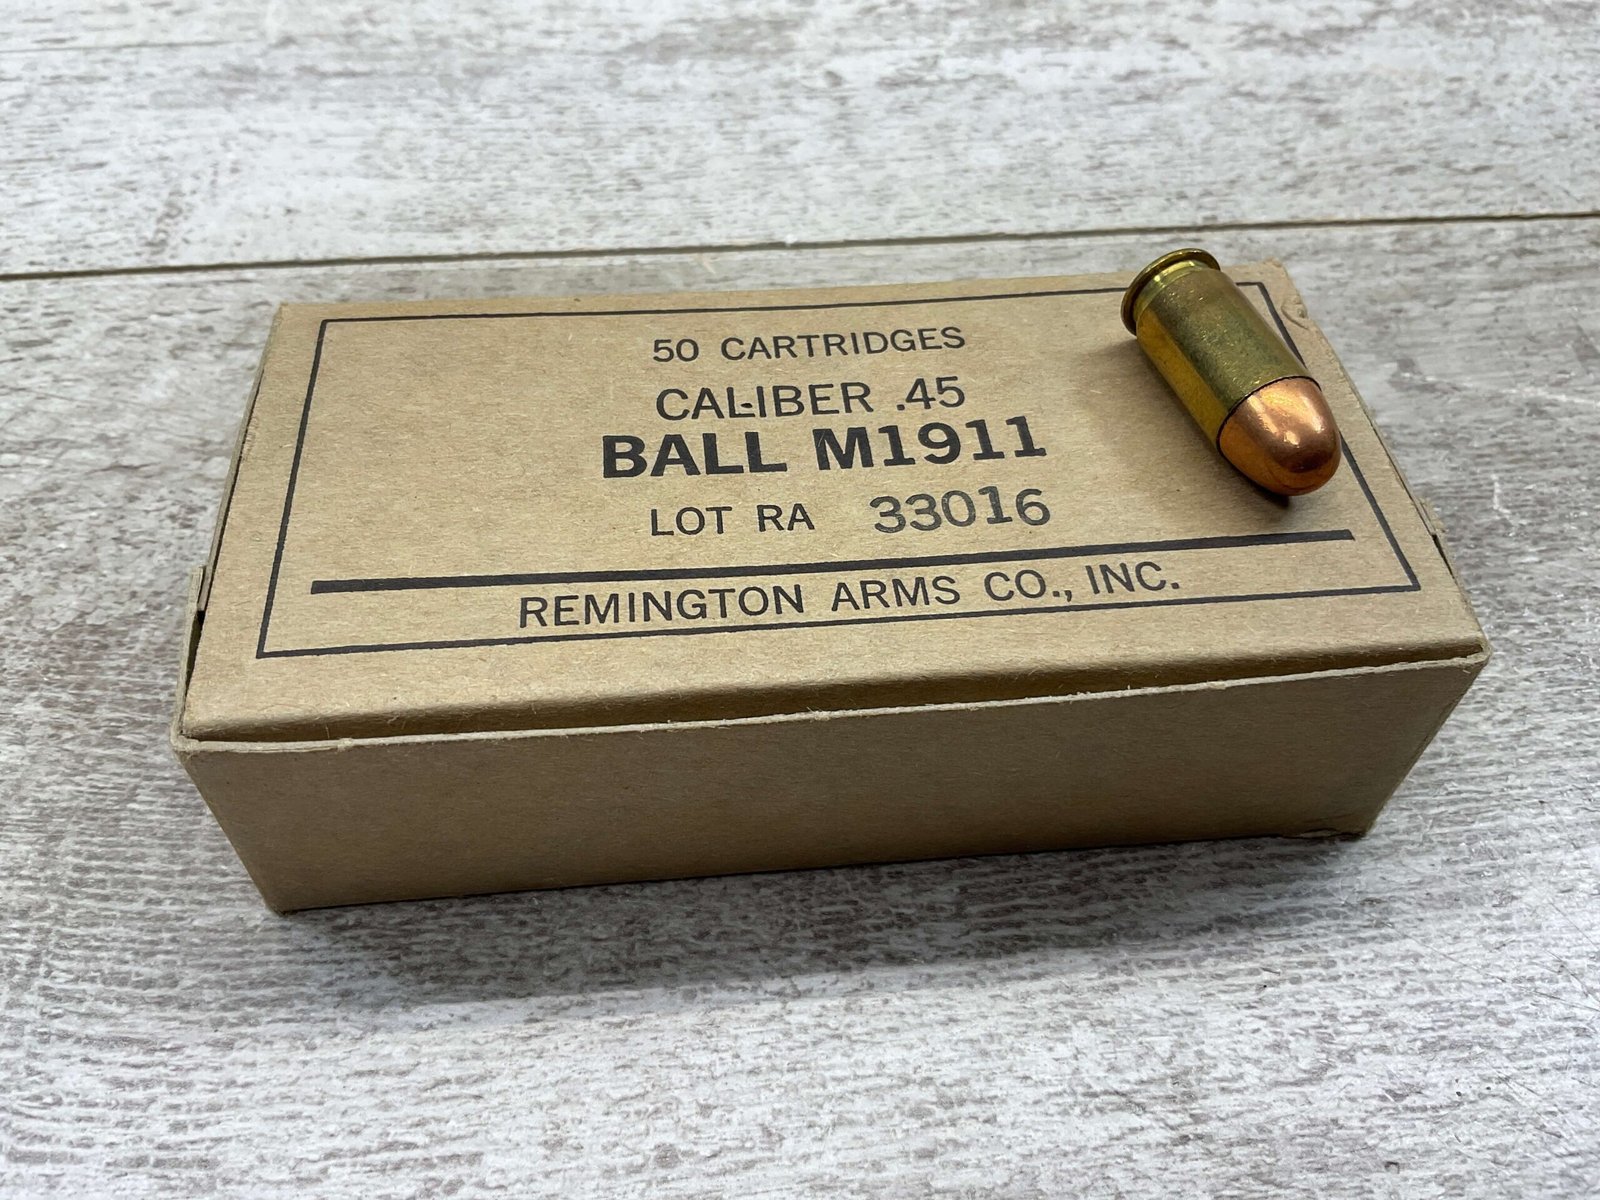 50 CARTRIDGES
CALIBER .45
BALL M1911
LOT RA 33016
REMINGTON ARMS CO., INC.